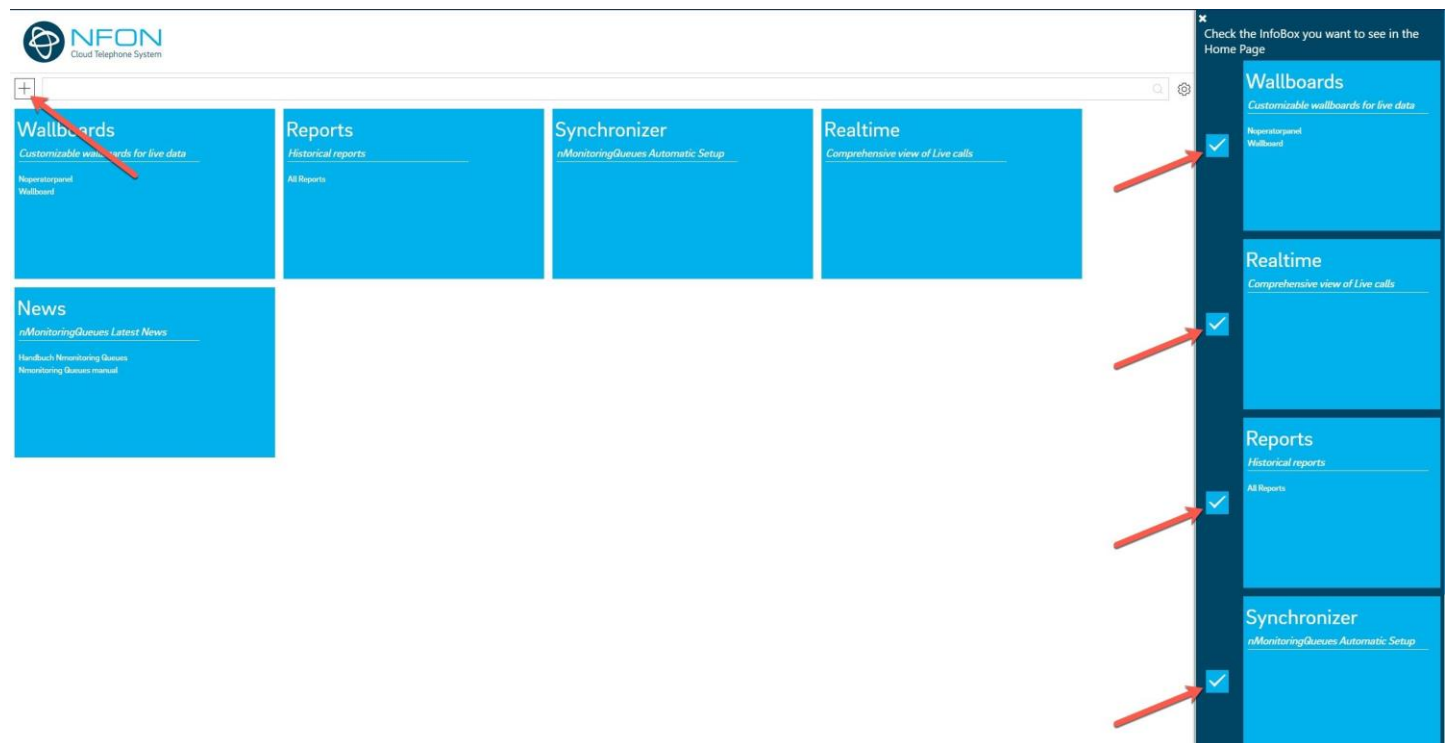 NFON
Cloud Telephone System
Wallboards
Customizable wallboards for live data
Noperatorpanel
Wallboard
Reports
Historical reports
All Reports
Synchronizer
nMonitoringQueues Automatic Setup
Realtime
Comprehensive view of Live calls
News
nMonitoringQueues Latest News
Handbuch Nmonitoring Queues
Nmonitoring Queues manual
Check the InfoBox you want to see in the
Home Page
Wallboards
Customizable wallboards for live data
Noperatorpanel
Wallboard
Realtime
Comprehensive view of Live calls
Reports
Historical reports
All Reports
Synchronizer
nMonitoringQueues Automatic Setup